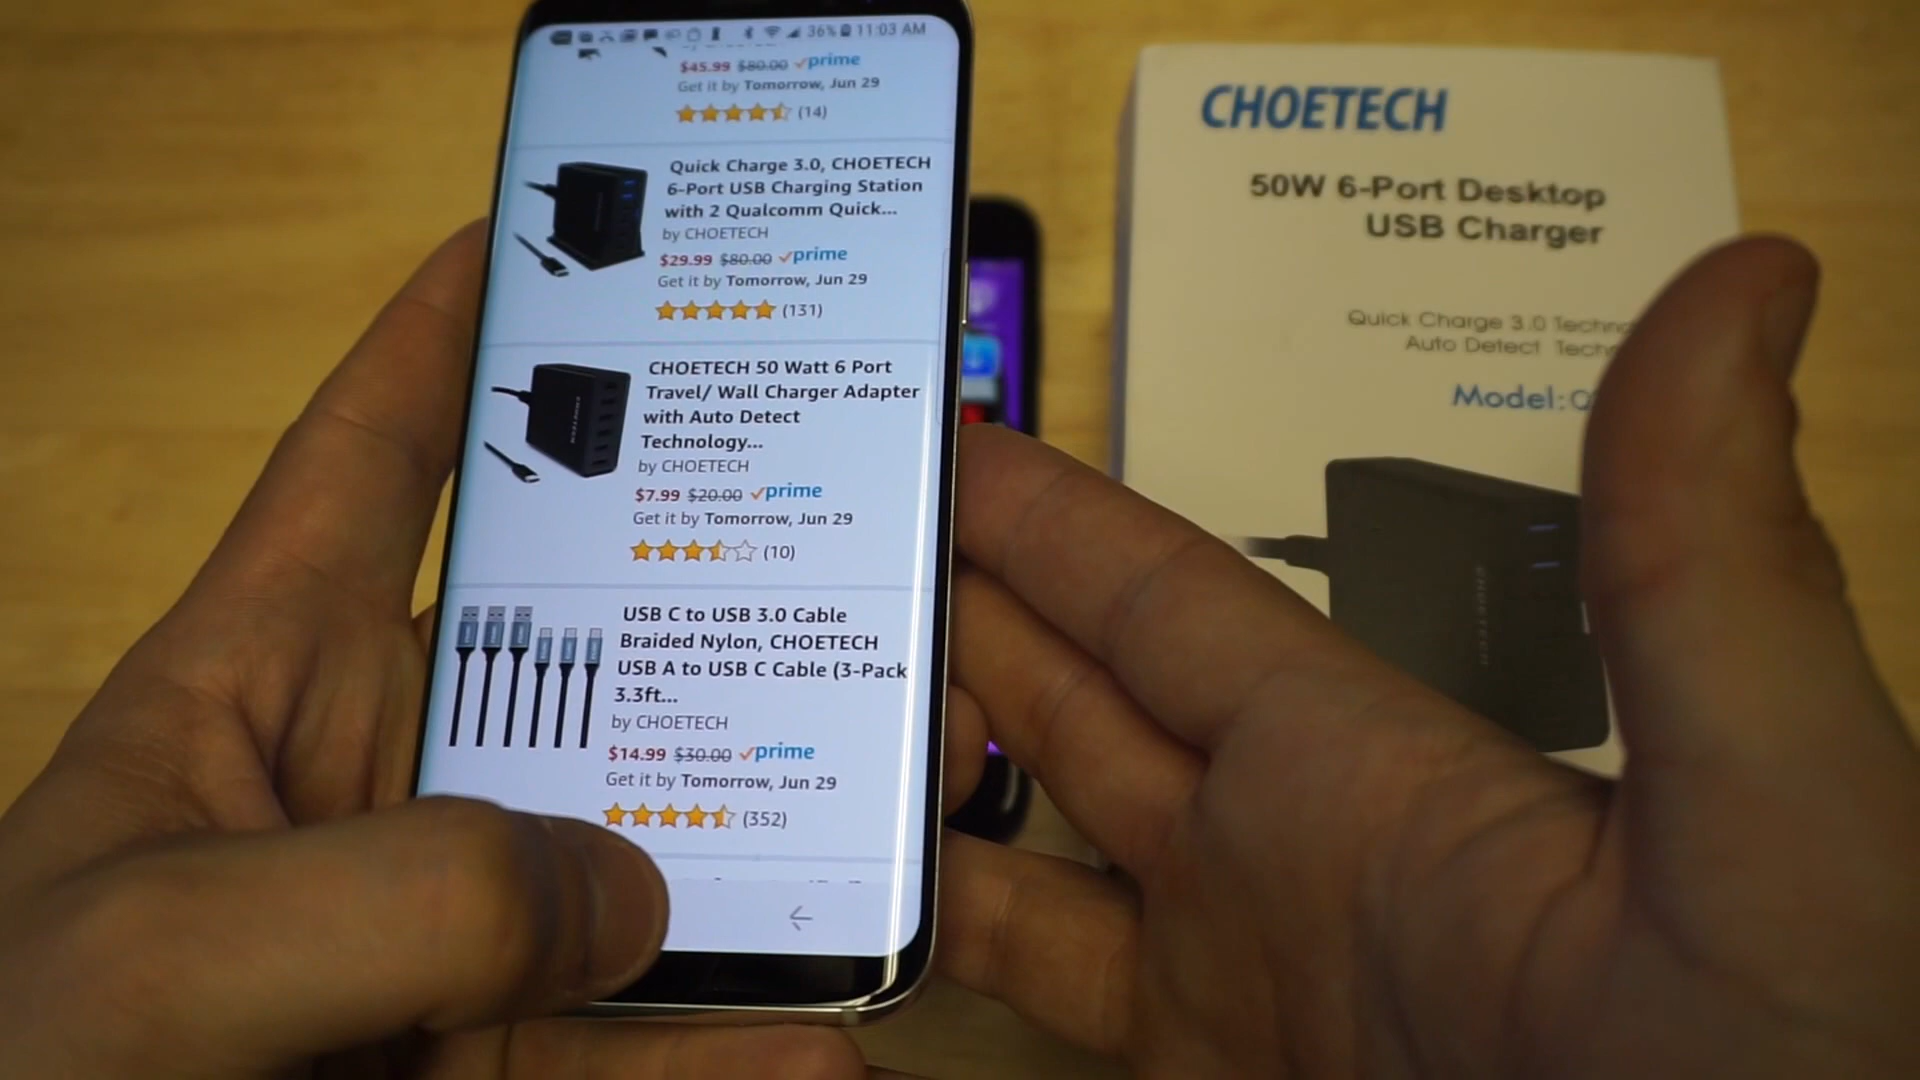 36% 11:03 AM
$45.99 $80.00 prime
Get it by Tomorrow, Jun 29
(14)
Quick Charge 3.0, CHOETECH
6-Port USB Charging Station
with 2 Qualcomm Quick...
by CHOETECH
$29.99 $80.00 prime
Get it by Tomorrow, Jun 29
(131)
CHOETECH 50 Watt 6 Port
Travel/ Wall Charger Adapter
with Auto Detect
Technology...
by CHOETECH
$7.99 $20.00 prime
Get it by Tomorrow, Jun 29
(10)
USB C to USB 3.0 Cable
Braided Nylon, CHOETECH
USB A to USB C Cable (3-Pack
3.3ft...
by CHOETECH
$14.99 $30.00 prime
Get it by Tomorrow, Jun 29
(352)
CHOETECH
50W 6-Port Desktop
USB Charger
Quick Charge 3.0
Auto Detect
Model:
CHOETECH